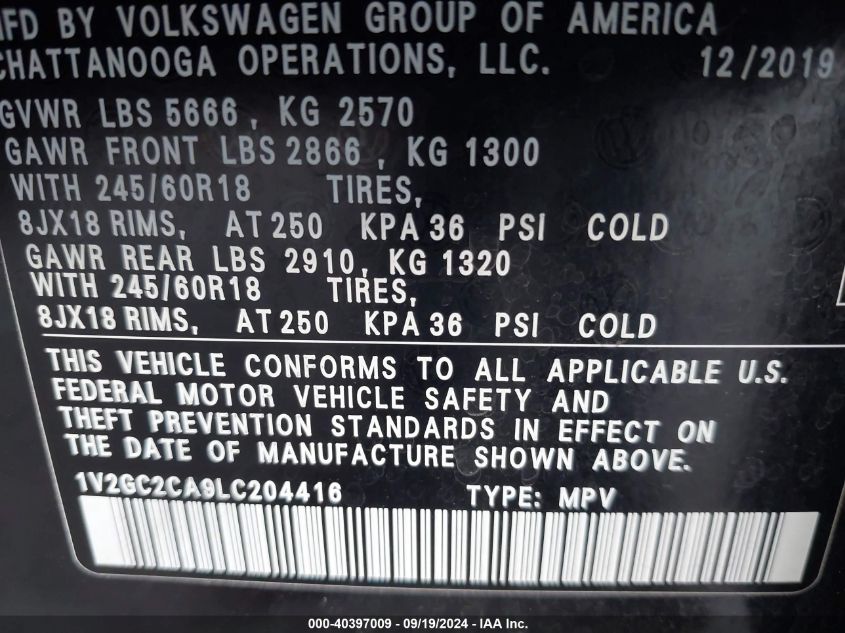 MFD BY VOLKSWAGEN GROUP OF AMERICA
CHATTANOOGA OPERATIONS, LLC. 12/2019
GVWR LBS 5666, KG 2570
GAWR FRONT LBS 2866, KG 1300
WITH 245/60R18 TIRES,
8JX18 RIMS, AT 250 KPA 36 PSI COLD
GAWR REAR LBS 2910, KG 1320
WITH 245/60R18 TIRES,
8JX18 RIMS, AT 250 KPA 36 PSI COLD
THIS VEHICLE CONFORMS TO ALL APPLICABLE U.S.
FEDERAL MOTOR VEHICLE SAFETY AND
THEFT PREVENTION STANDARDS IN EFFECT ON
THE DATE OF MANUFACTURE SHOWN ABOVE.
1V2GC2CA9LC204416 TYPE: MPV
000-40397009 - 09/19/2024 - IAA Inc.